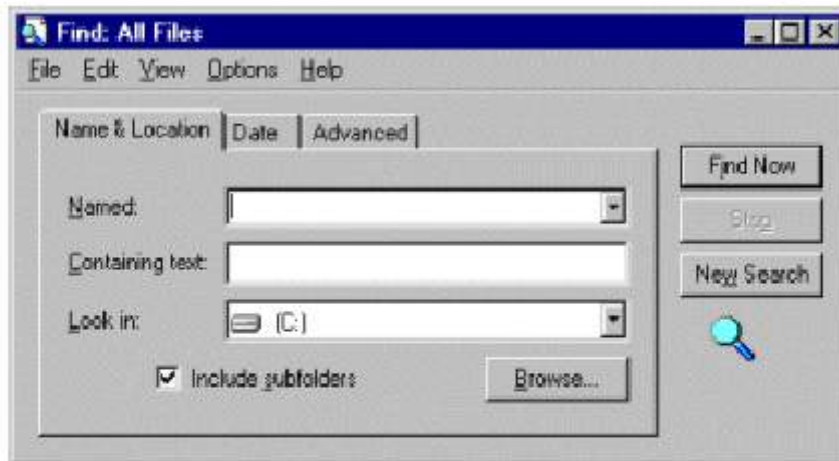 Find: All Files
File Edit View Options Help
Name & Location Date Advanced
Find Now
Named:
Stop
Containing text:
New Search
Look in: (C:)
Include subfolders Browse...